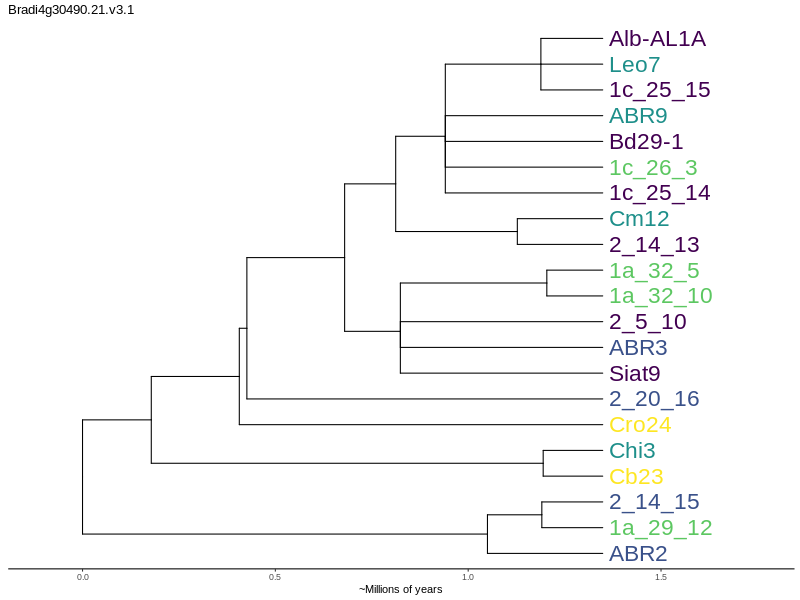 Bradi4g30490.21.v3.1
Alb-AL1A
Leo7
1c_25_15
ABR9
Bd29-1
1c_26_3
1c_25_14
Cm12
2_14_13
1a_32_5
1a_32_10
2_5_10
ABR3
Siat9
2_20_16
Cro24
Chi3
Cb23
2_14_15
1a_29_12
ABR2
0.0 0.5 1.0 1.5
~Millions of years